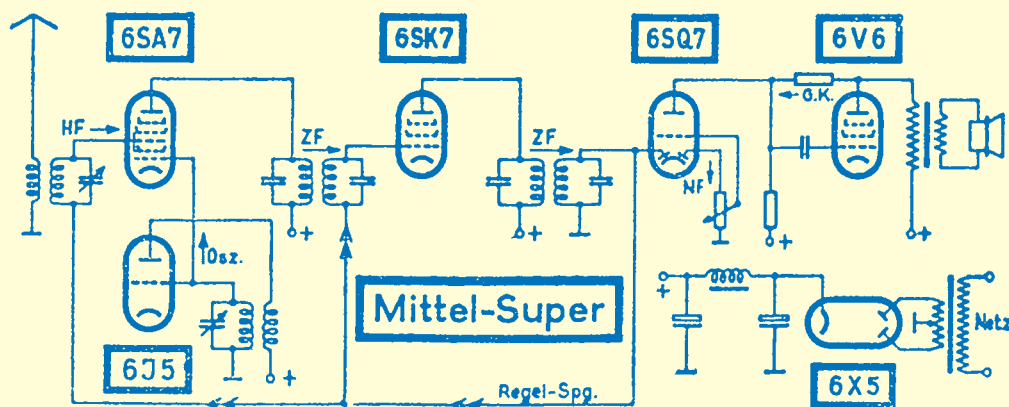 6SA7
6SK7
6SQ7
6V6
G.K.
HF
ZF
ZF
NF
+
+
+
Osz.
+
+
Mittel-Super
Netz
6J5
6X5
Regel-Spg.